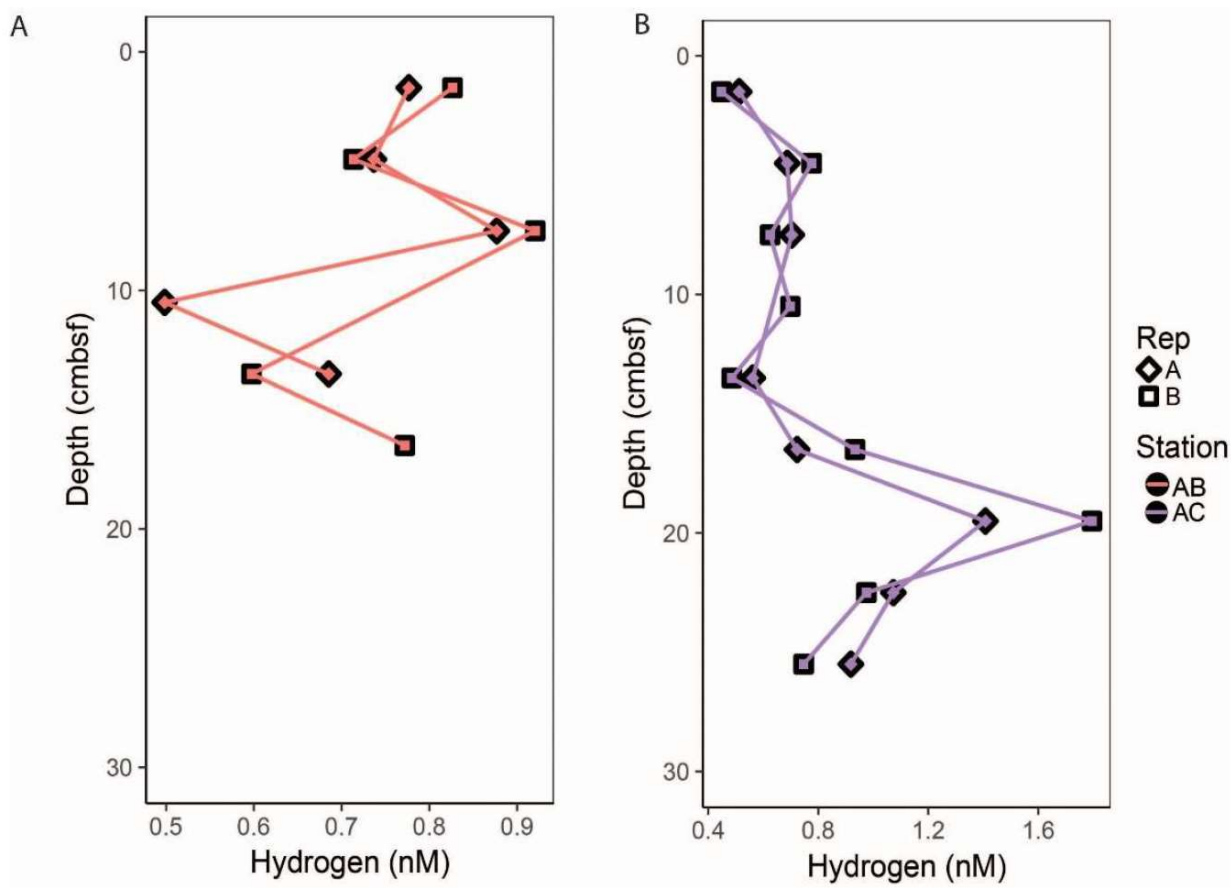 A
0
10
20
30
Depth (cmbsf)
0.5 0.6 0.7 0.8 0.9
Hydrogen (nM)
B
0
10
20
30
Depth (cmbsf)
0.4 0.8 1.2 1.6
Hydrogen (nM)
Rep
A
B
Station
AB
AC